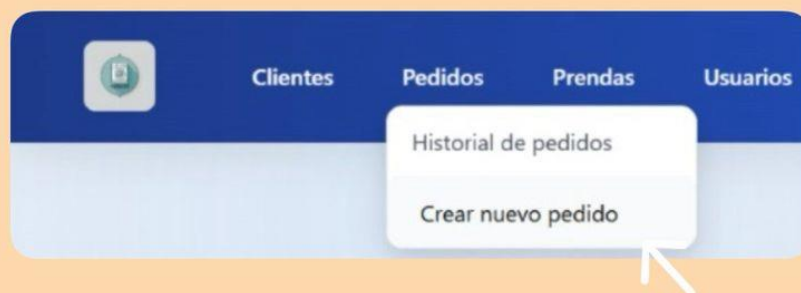 Clientes Pedidos Prendas Usuarios
Historial de pedidos
Crear nuevo pedido